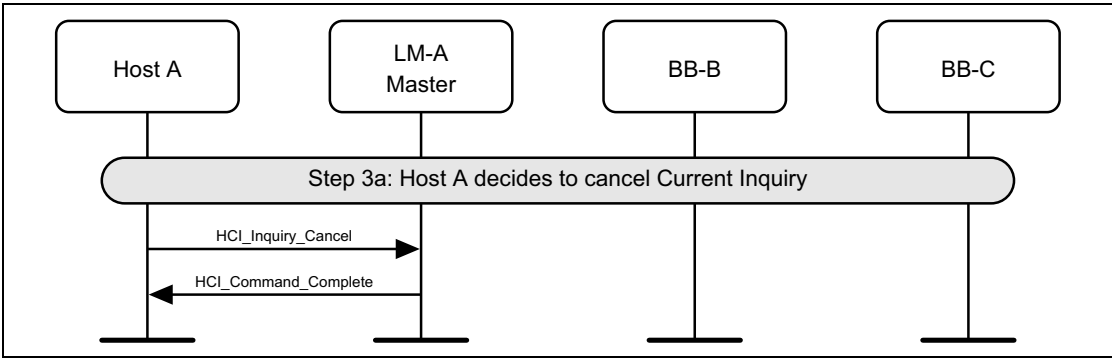 Host A
LM-A
Master
BB-B
BB-C
Step 3a: Host A decides to cancel Current Inquiry
HCI_Inquiry_Cancel
HCI_Command_Complete